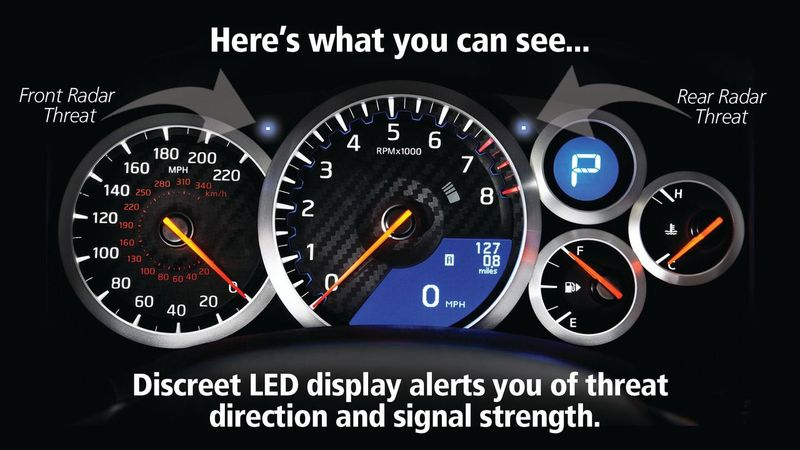 Here's what you can see...
Front Radar
Threat
Rear Radar
Threat
220
200
180
160
140
120
100
80
60
40
20
0
MPH
340
310
280
250
190
130
100
80
60
40
20
km/h
0
1
2
3
4
5
6
7
8
RPMx1000
127
0.8
miles
0 MPH
P
F
E
H
C
Discreet LED display alerts you of threat
direction and signal strength.